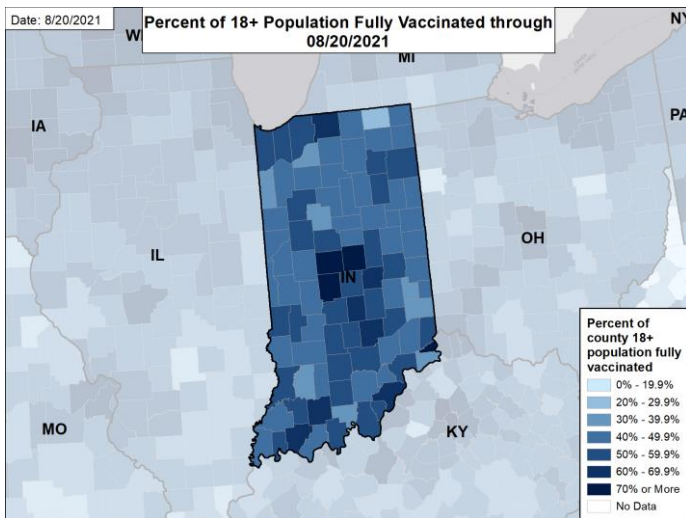 Date: 8/20/2021
Percent of 18+ Population Fully Vaccinated through
08/20/2021
WI
MI
NY
IA
PA
IL
IN
OH
MO
KY
Percent of
county 18+
population fully
vaccinated
0% - 19.9%
20% - 29.9%
30% - 39.9%
40% - 49.9%
50% - 59.9%
60% - 69.9%
70% or More
No Data